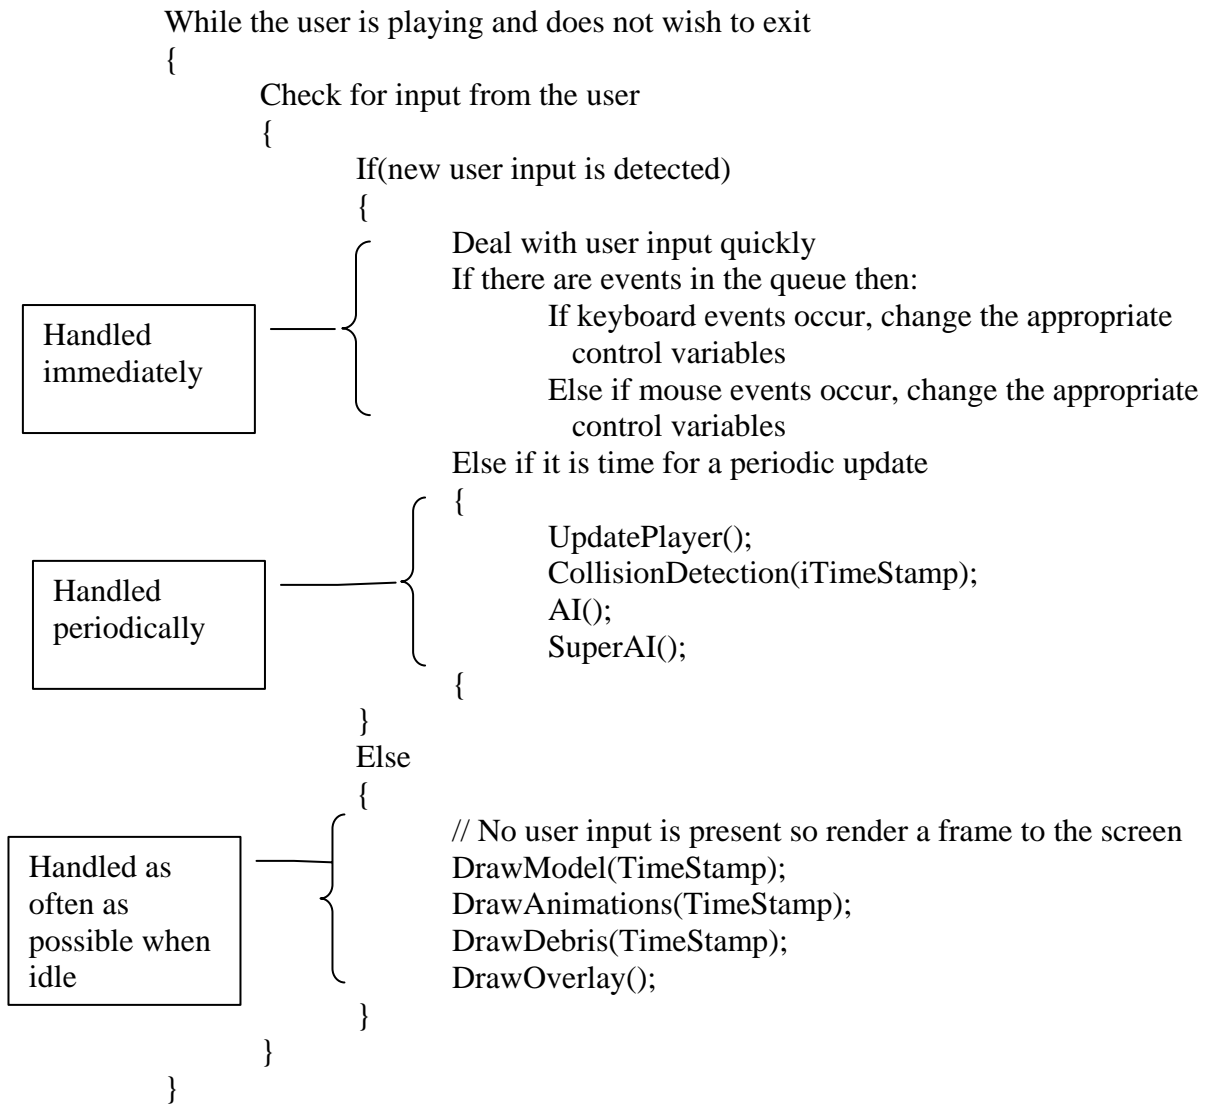 While the user is playing and does not wish to exit
{
Check for input from the user
{
If(new user input is detected)
{
Deal with user input quickly
If there are events in the queue then:
If keyboard events occur, change the appropriate
control variables
Else if mouse events occur, change the appropriate
control variables
Handled
immediately
Else if it is time for a periodic update
{
UpdatePlayer();
CollisionDetection(iTimeStamp);
AI();
SuperAI();
{
Handled
periodically
}
Else
{
// No user input is present so render a frame to the screen
DrawModel(TimeStamp);
DrawAnimations(TimeStamp);
DrawDebris(TimeStamp);
DrawOverlay();
Handled as
often as
possible when
idle
}
}
}